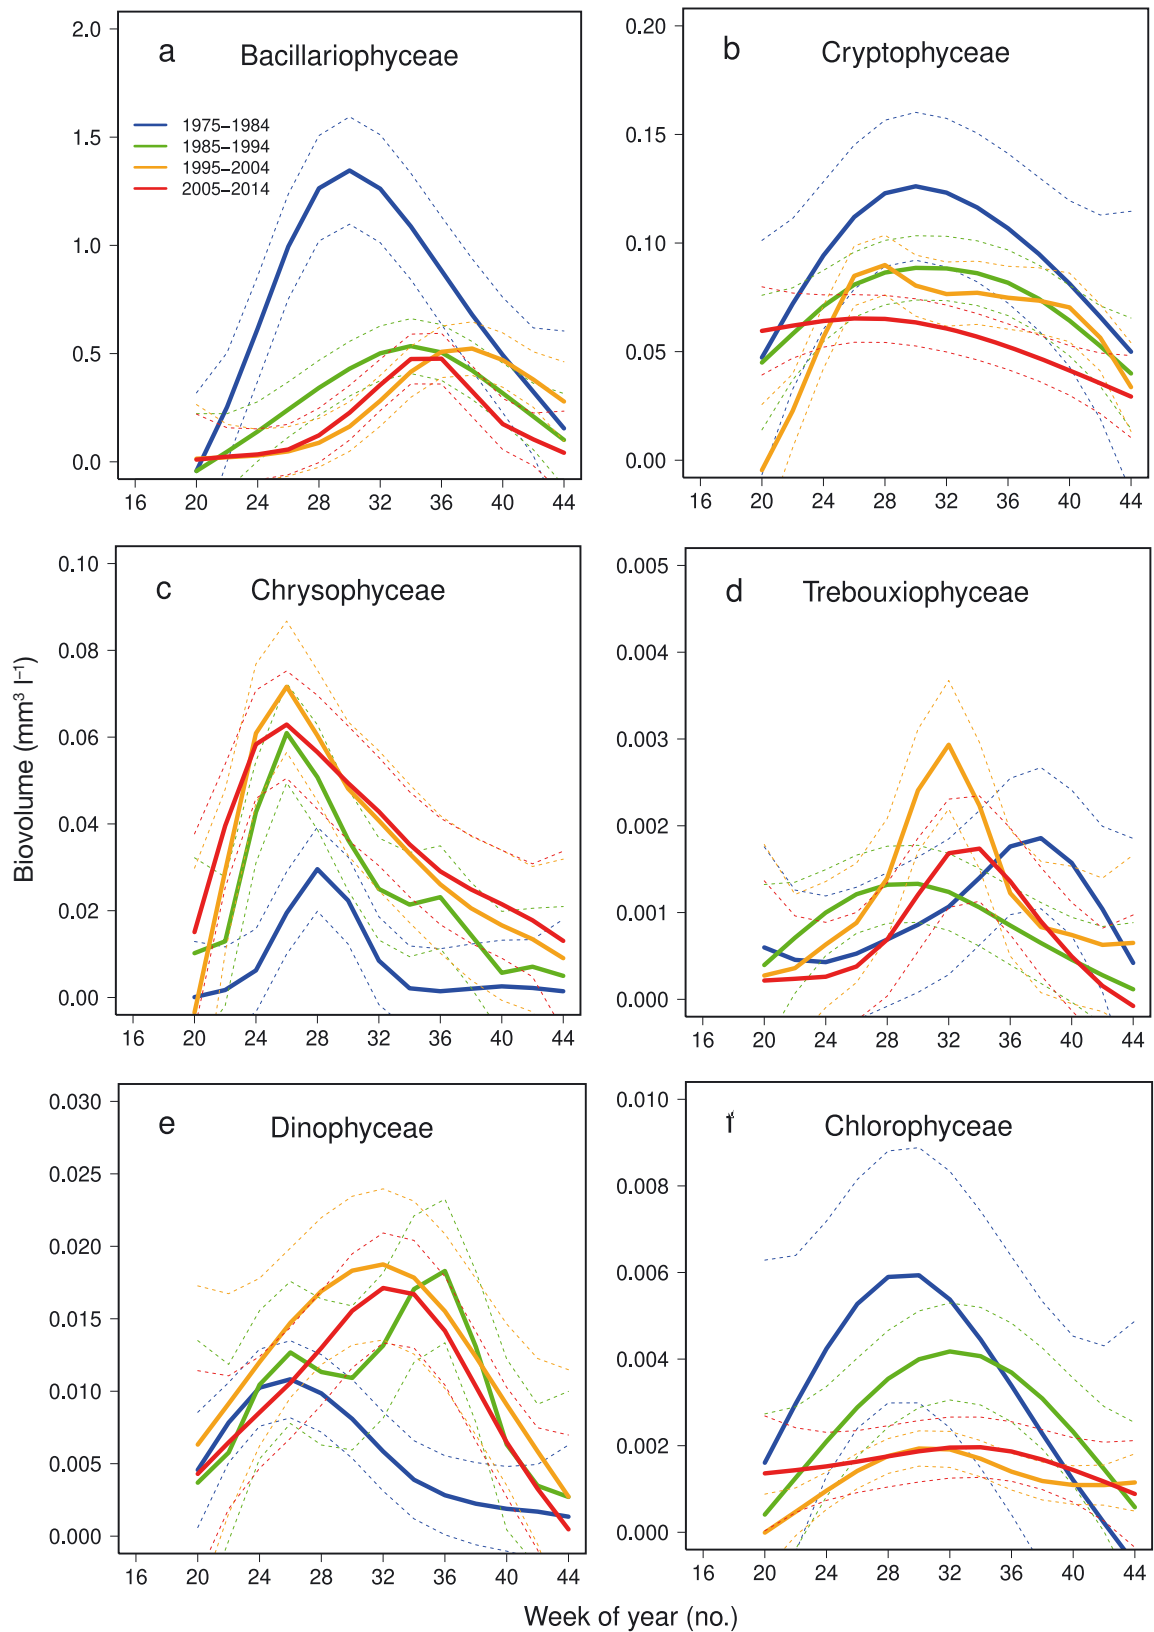 a
Bacillariophyceae
2.0
1.5
1.0
0.5
0.0
1975–1984
1985–1994
1995–2004
2005–2014
16 20 24 28 32 36 40 44
b
Cryptophyceae
0.20
0.15
0.10
0.05
0.00
16 20 24 28 32 36 40 44
c
Chrysophyceae
0.10
0.08
0.06
0.04
0.02
0.00
16 20 24 28 32 36 40 44
d
Trebouxiophyceae
0.005
0.004
0.003
0.002
0.001
0.000
16 20 24 28 32 36 40 44
Biovolume (mm³ l⁻¹)
e
Dinophyceae
0.030
0.025
0.020
0.015
0.010
0.005
0.000
16 20 24 28 32 36 40 44
f
Chlorophyceae
0.010
0.008
0.006
0.004
0.002
0.000
16 20 24 28 32 36 40 44
Week of year (no.)